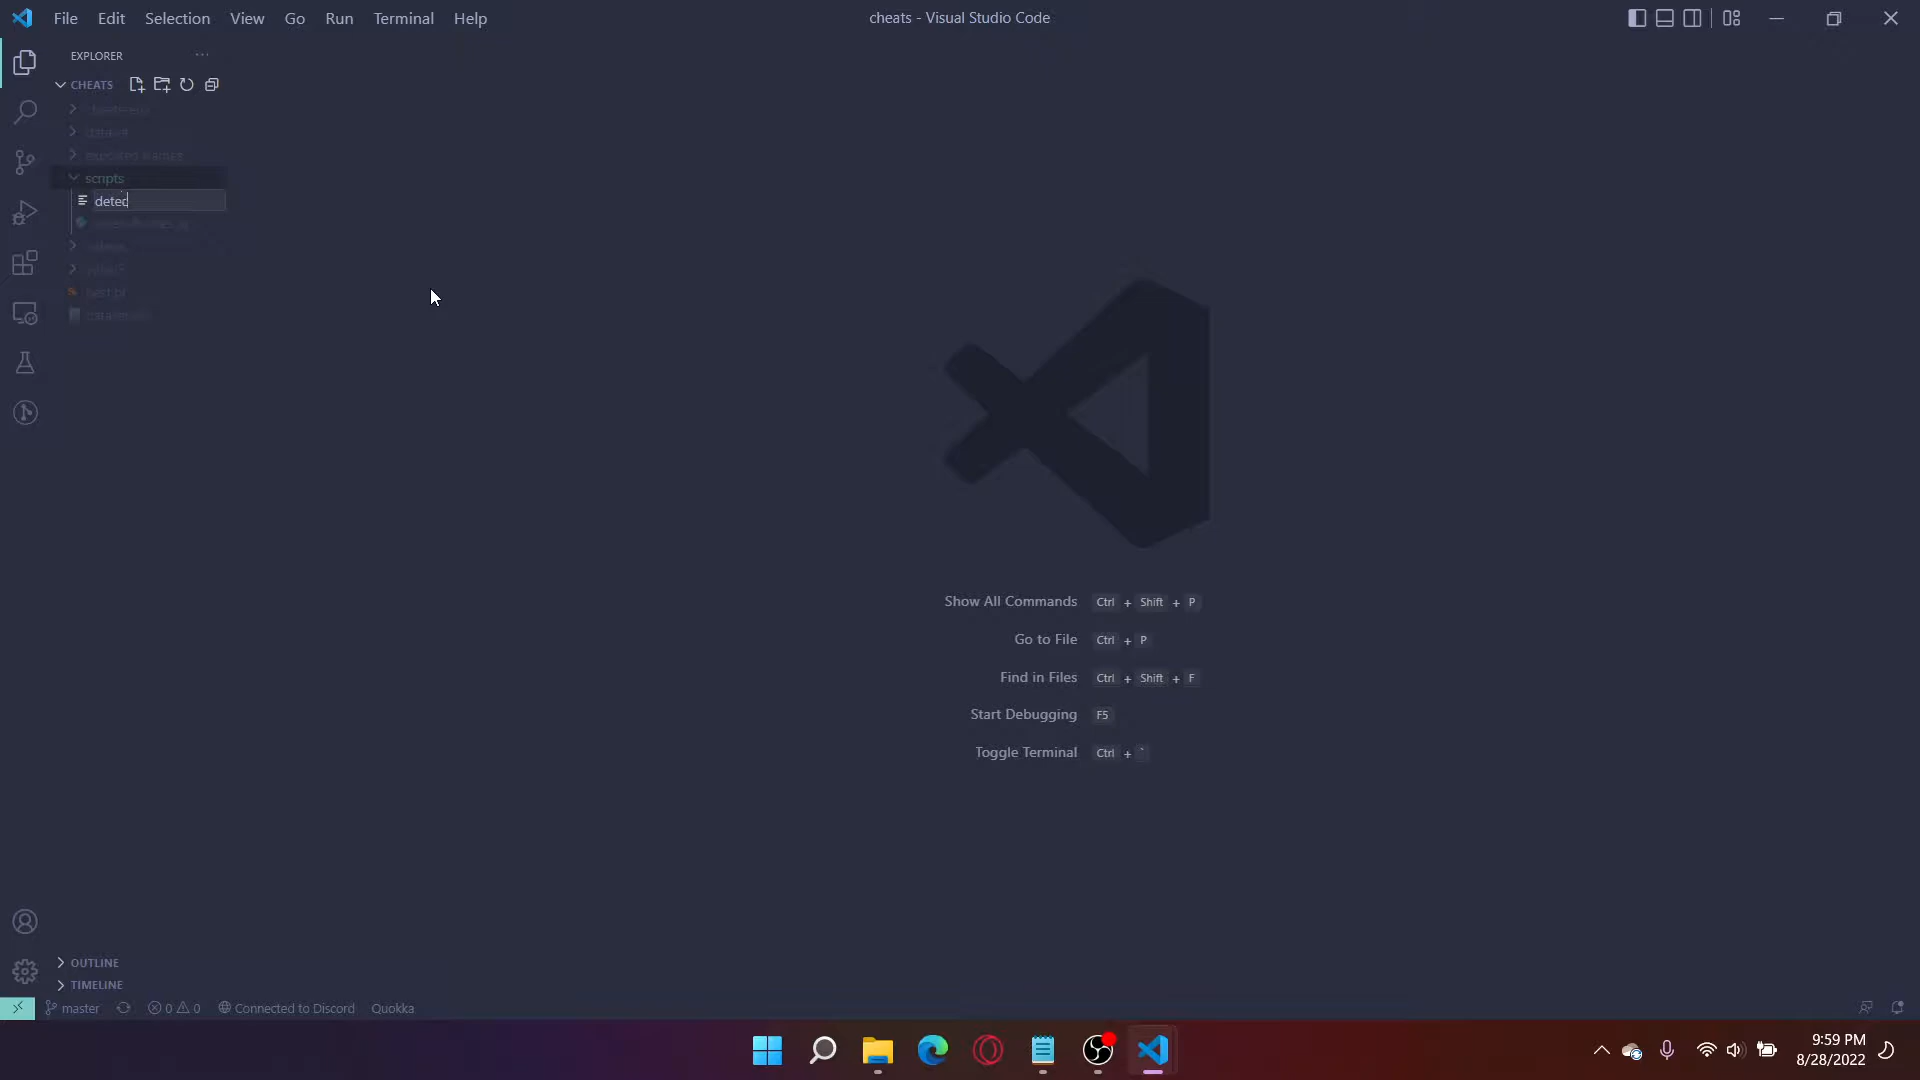 File Edit Selection View Go Run Terminal Help
cheats - Visual Studio Code
EXPLORER
CHEATS
scripts
detec
best.pt
Show All Commands Ctrl + Shift + P
Go to File Ctrl + P
Find in Files Ctrl + Shift + F
Start Debugging F5
Toggle Terminal Ctrl + `
OUTLINE
TIMELINE
master 0 0 Connected to Discord Quokka
9:59 PM
8/28/2022